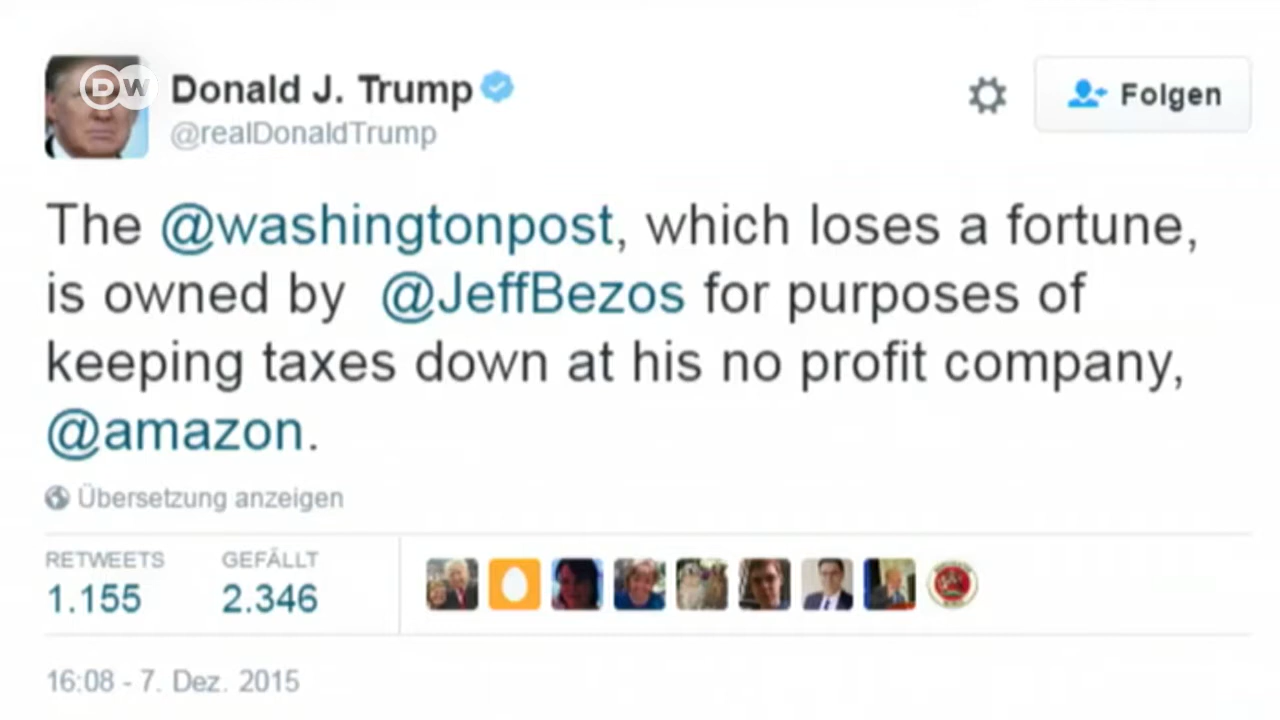 DW
Donald J. Trump
@realDonaldTrump
Folgen
The @washingtonpost, which loses a fortune,
is owned by @JeffBezos for purposes of
keeping taxes down at his no profit company,
@amazon.
Übersetzung anzeigen
RETWEETS GEFÄLLT
1.155 2.346
16:08 - 7. Dez. 2015